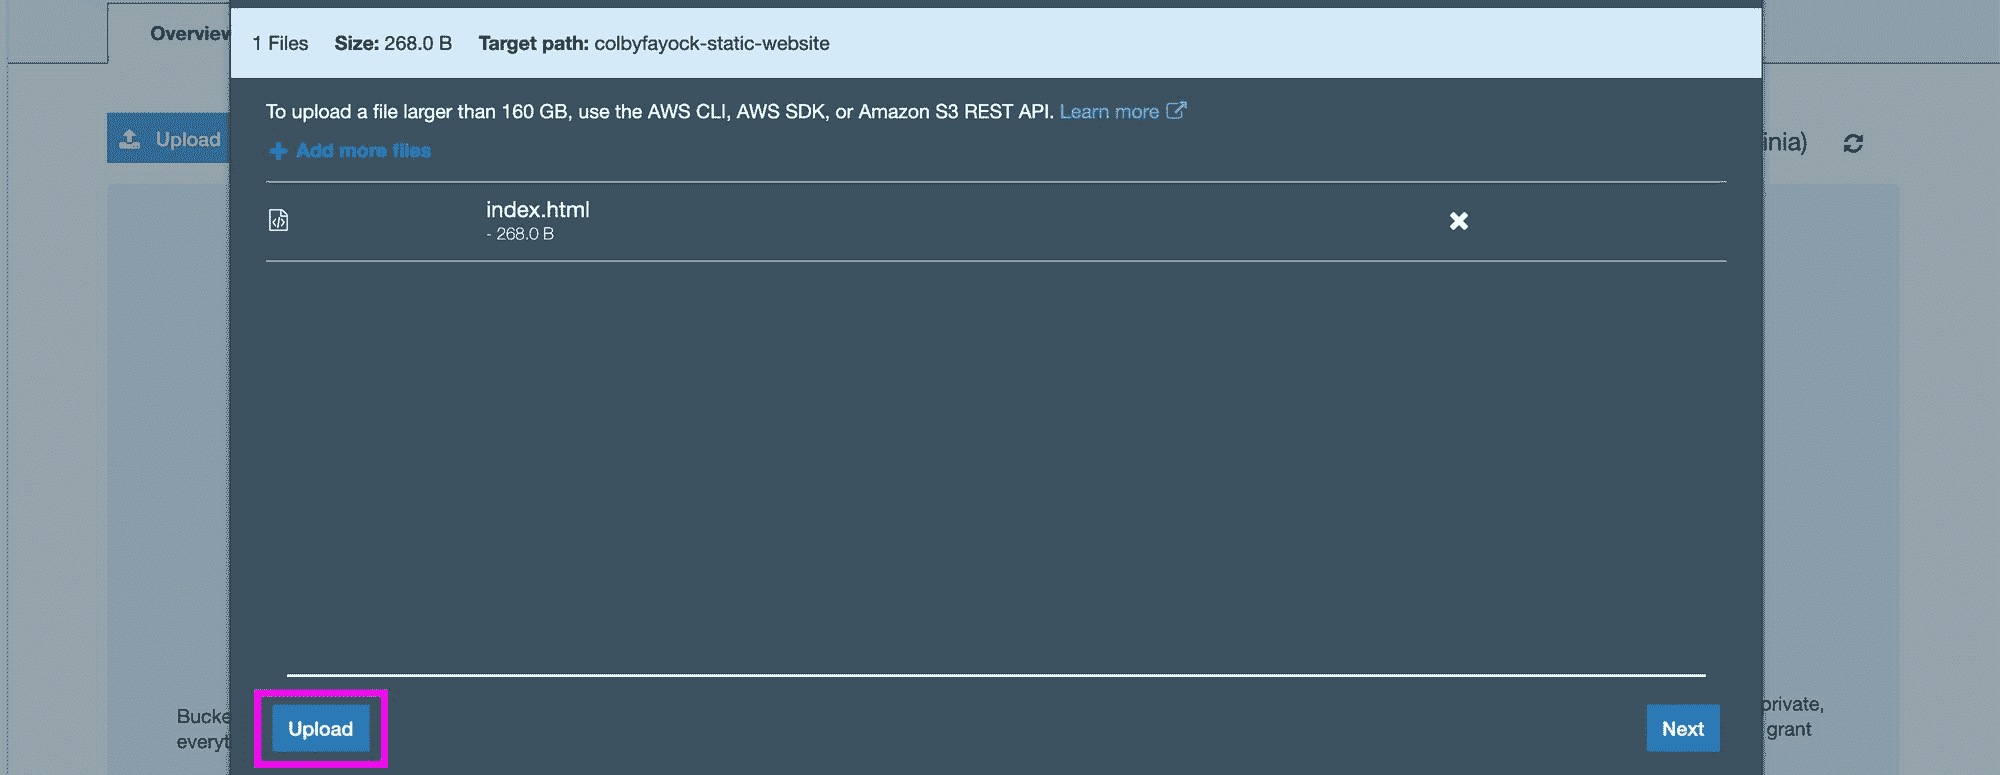 Overview
1 Files Size: 268.0 B Target path: colbyfayock-static-website
To upload a file larger than 160 GB, use the AWS CLI, AWS SDK, or Amazon S3 REST API. Learn more
Upload
inia)
Add more files
index.html
- 268.0 B
Bucke
everyt
private,
grant
Upload
Next